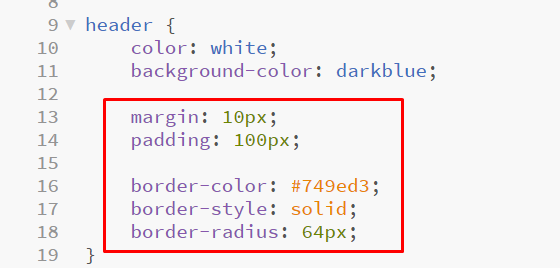 8
9 header {
10 color: white;
11 background-color: darkblue;
12
13 margin: 10px;
14 padding: 100px;
15
16 border-color: #749ed3;
17 border-style: solid;
18 border-radius: 64px;
19 }